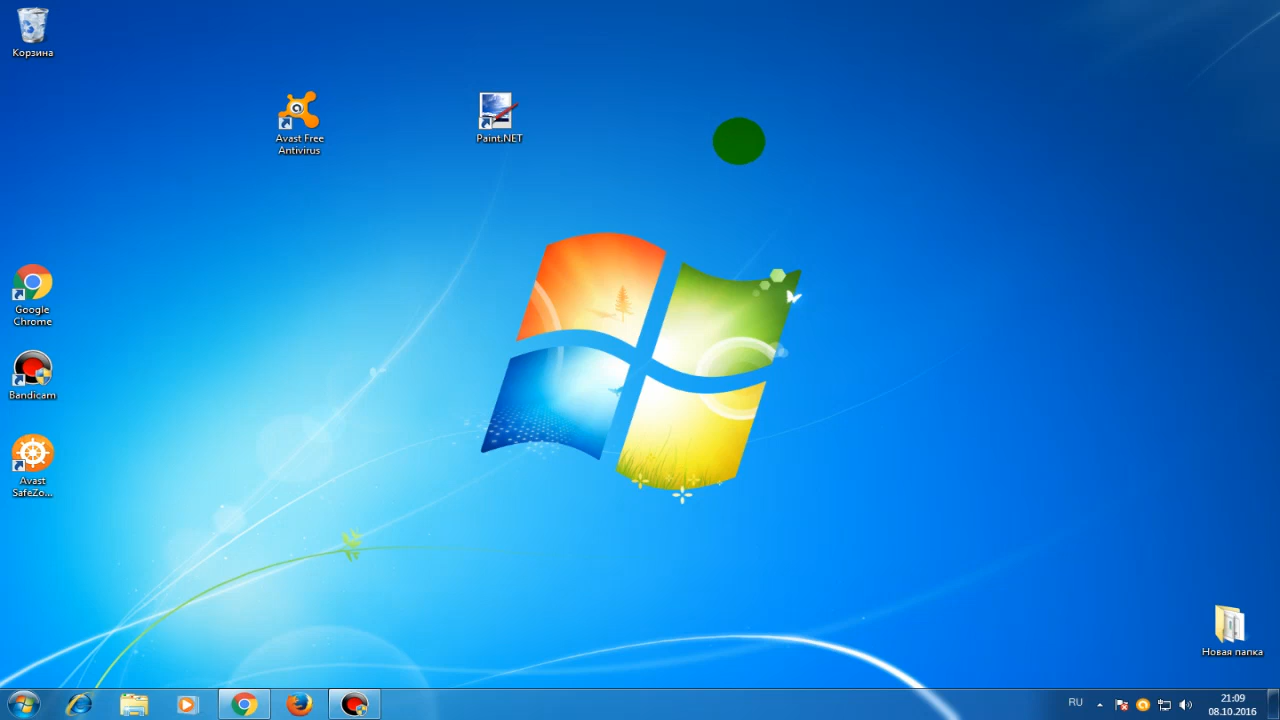 Корзина
Avast Free
Antivirus
Paint.NET
Google
Chrome
Bandicam
Avast
SafeZo...
Новая папка
RU
21:09
08.10.2016